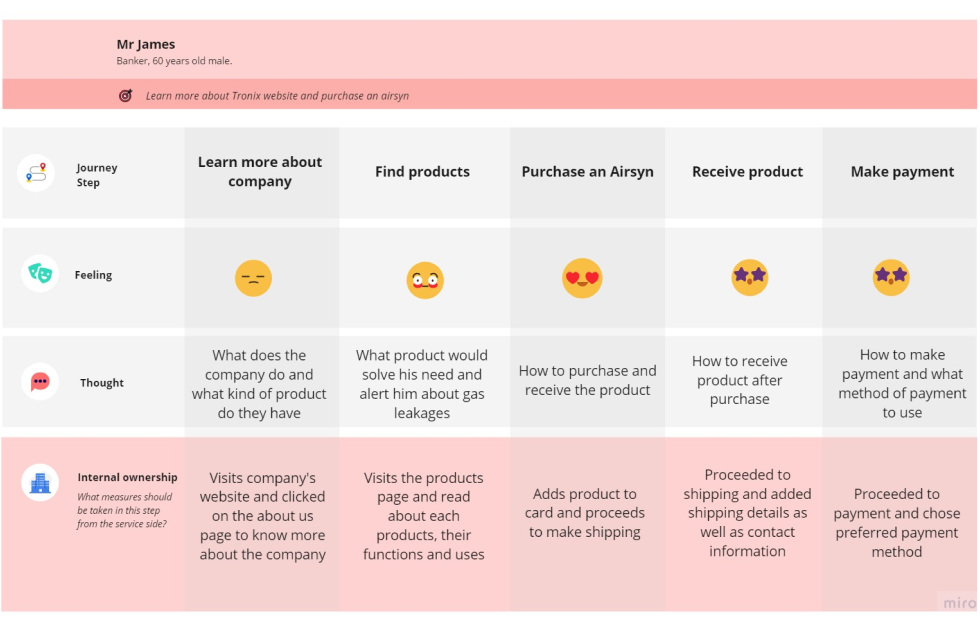 Mr James
Banker, 60 years old male.
Learn more about Tronix website and purchase an airsyn
Journey
Step
Learn more about
company
Find products
Purchase an Airsyn
Receive product
Make payment
Feeling
Thought
What does the
company do and
what kind of product
do they have
What product would
solve his need and
alert him about gas
leakages
How to purchase and
receive the product
How to receive
product after
purchase
How to make
payment and what
method of payment
to use
Internal ownership
What measures should
be taken in this step
from the service side?
Visits company's
website and clicked
on the about us
page to know more
about the company
Visits the products
page and read
about each
products, their
functions and uses
Adds product to
card and proceeds
to make shipping
Proceeded to
shipping and added
shipping details as
well as contact
information
Proceeded to
payment and chose
preferred payment
method
miro